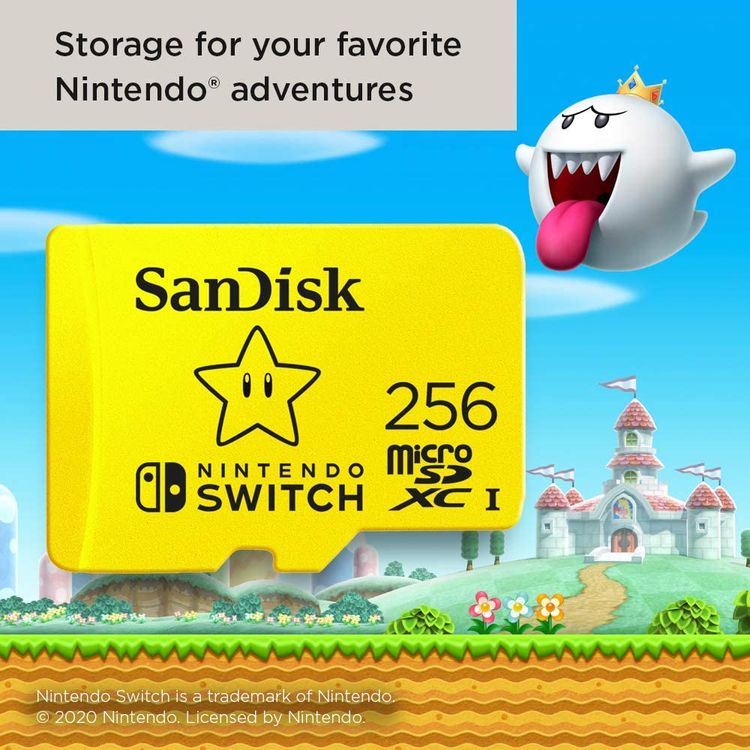 Storage for your favorite
Nintendo® adventures
SanDisk
256
NINTENDO
SWITCH
micro
SD
XC I
Nintendo Switch is a trademark of Nintendo.
© 2020 Nintendo. Licensed by Nintendo.